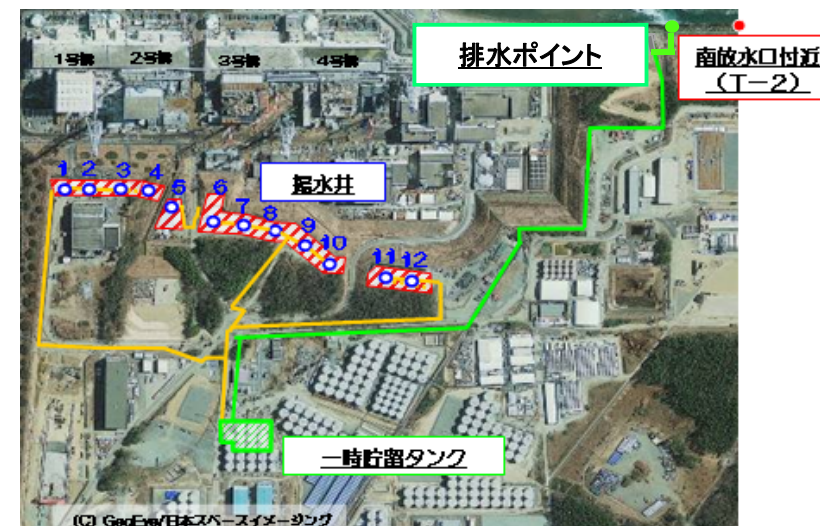 排水ポイント
南放水口付近
(T-2)
1号機
2号機
3号機
4号機
揚水井
1
2
3
4
5
6
7
8
9
10
11
12
一時貯留タンク
(C) GeoEye/日本スペースイメージング